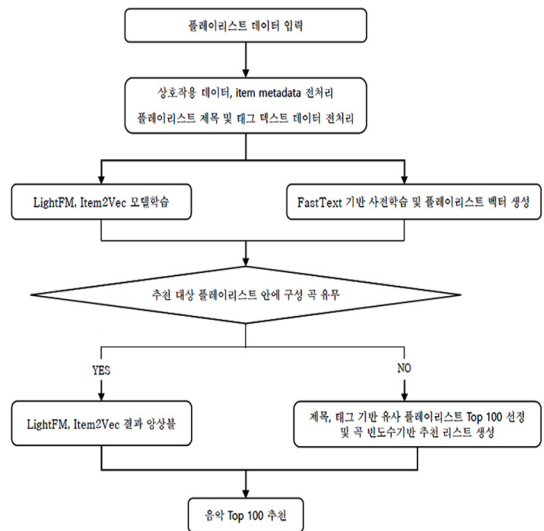 플레이리스트 데이터 입력
상호작용 데이터, item metadata 전처리
플레이리스트 제목 및 태그 텍스트 데이터 전처리
LightFM, Item2Vec 모델학습
FastText 기반 사전학습 및 플레이리스트 벡터 생성
추천 대상 플레이리스트 안에 구성 곡 유무
YES
NO
LightFM, Item2Vec 결과 앙상블
제목, 태그 기반 유사 플레이리스트 Top 100 선정
및 곡 빈도수기반 추천 리스트 생성
음악 Top 100 추천